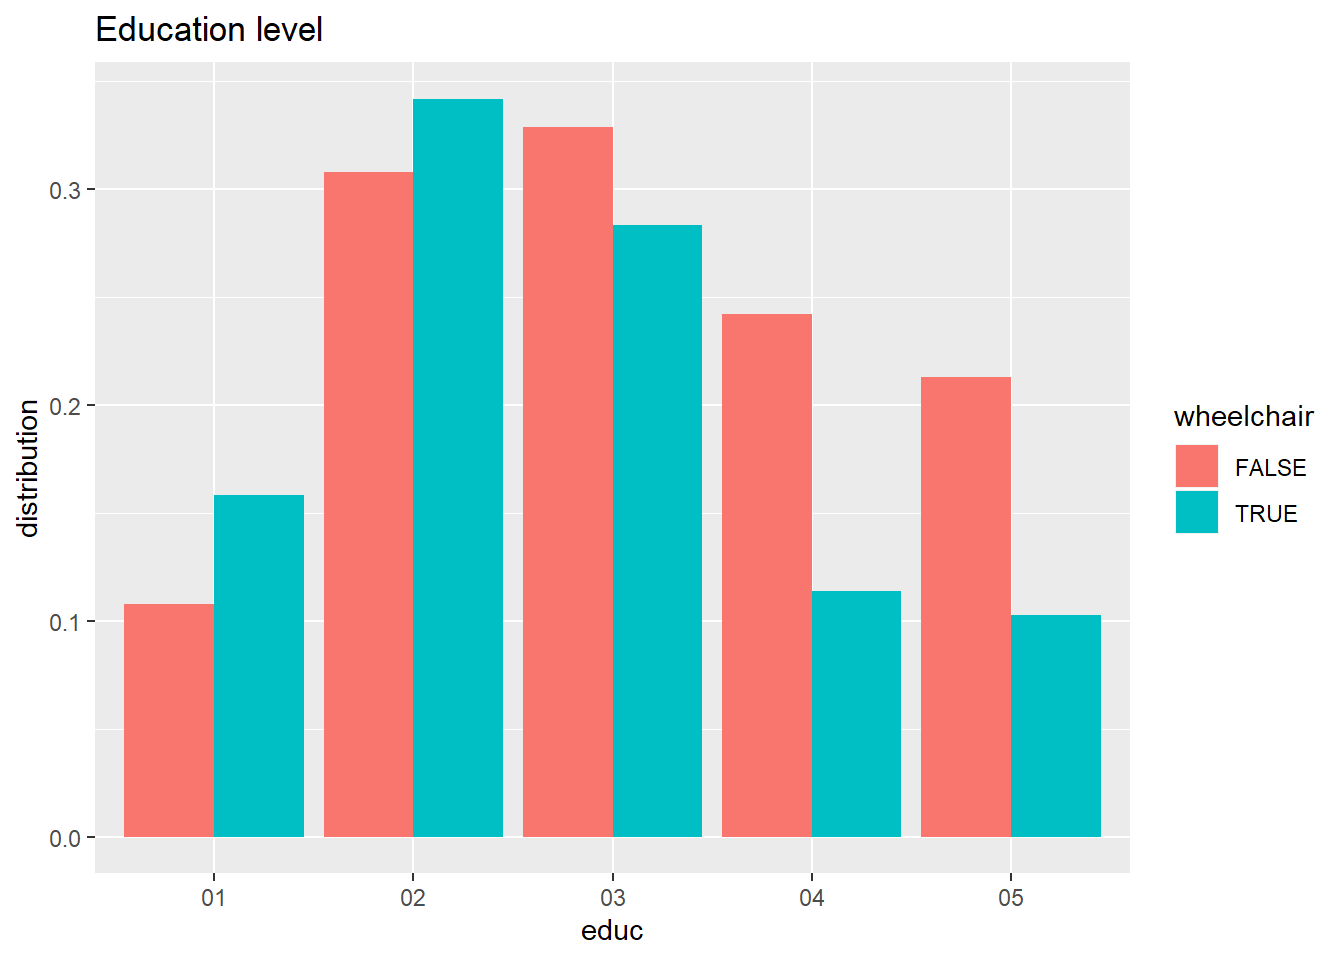 Education level
distribution
0.3
0.2
0.1
0.0
01 02 03 04 05
educ
wheelchair
FALSE
TRUE